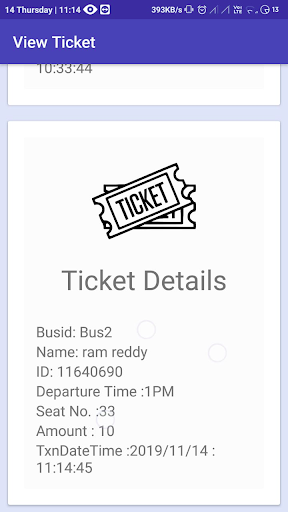 14 Thursday | 11:14
393KB/s
13
View Ticket
10:33:44
TICKET
Ticket Details
Busid: Bus2
Name: ram reddy
ID: 11640690
Departure Time :1PM
Seat No. :33
Amount : 10
TxnDateTime :2019/11/14 :
11:14:45